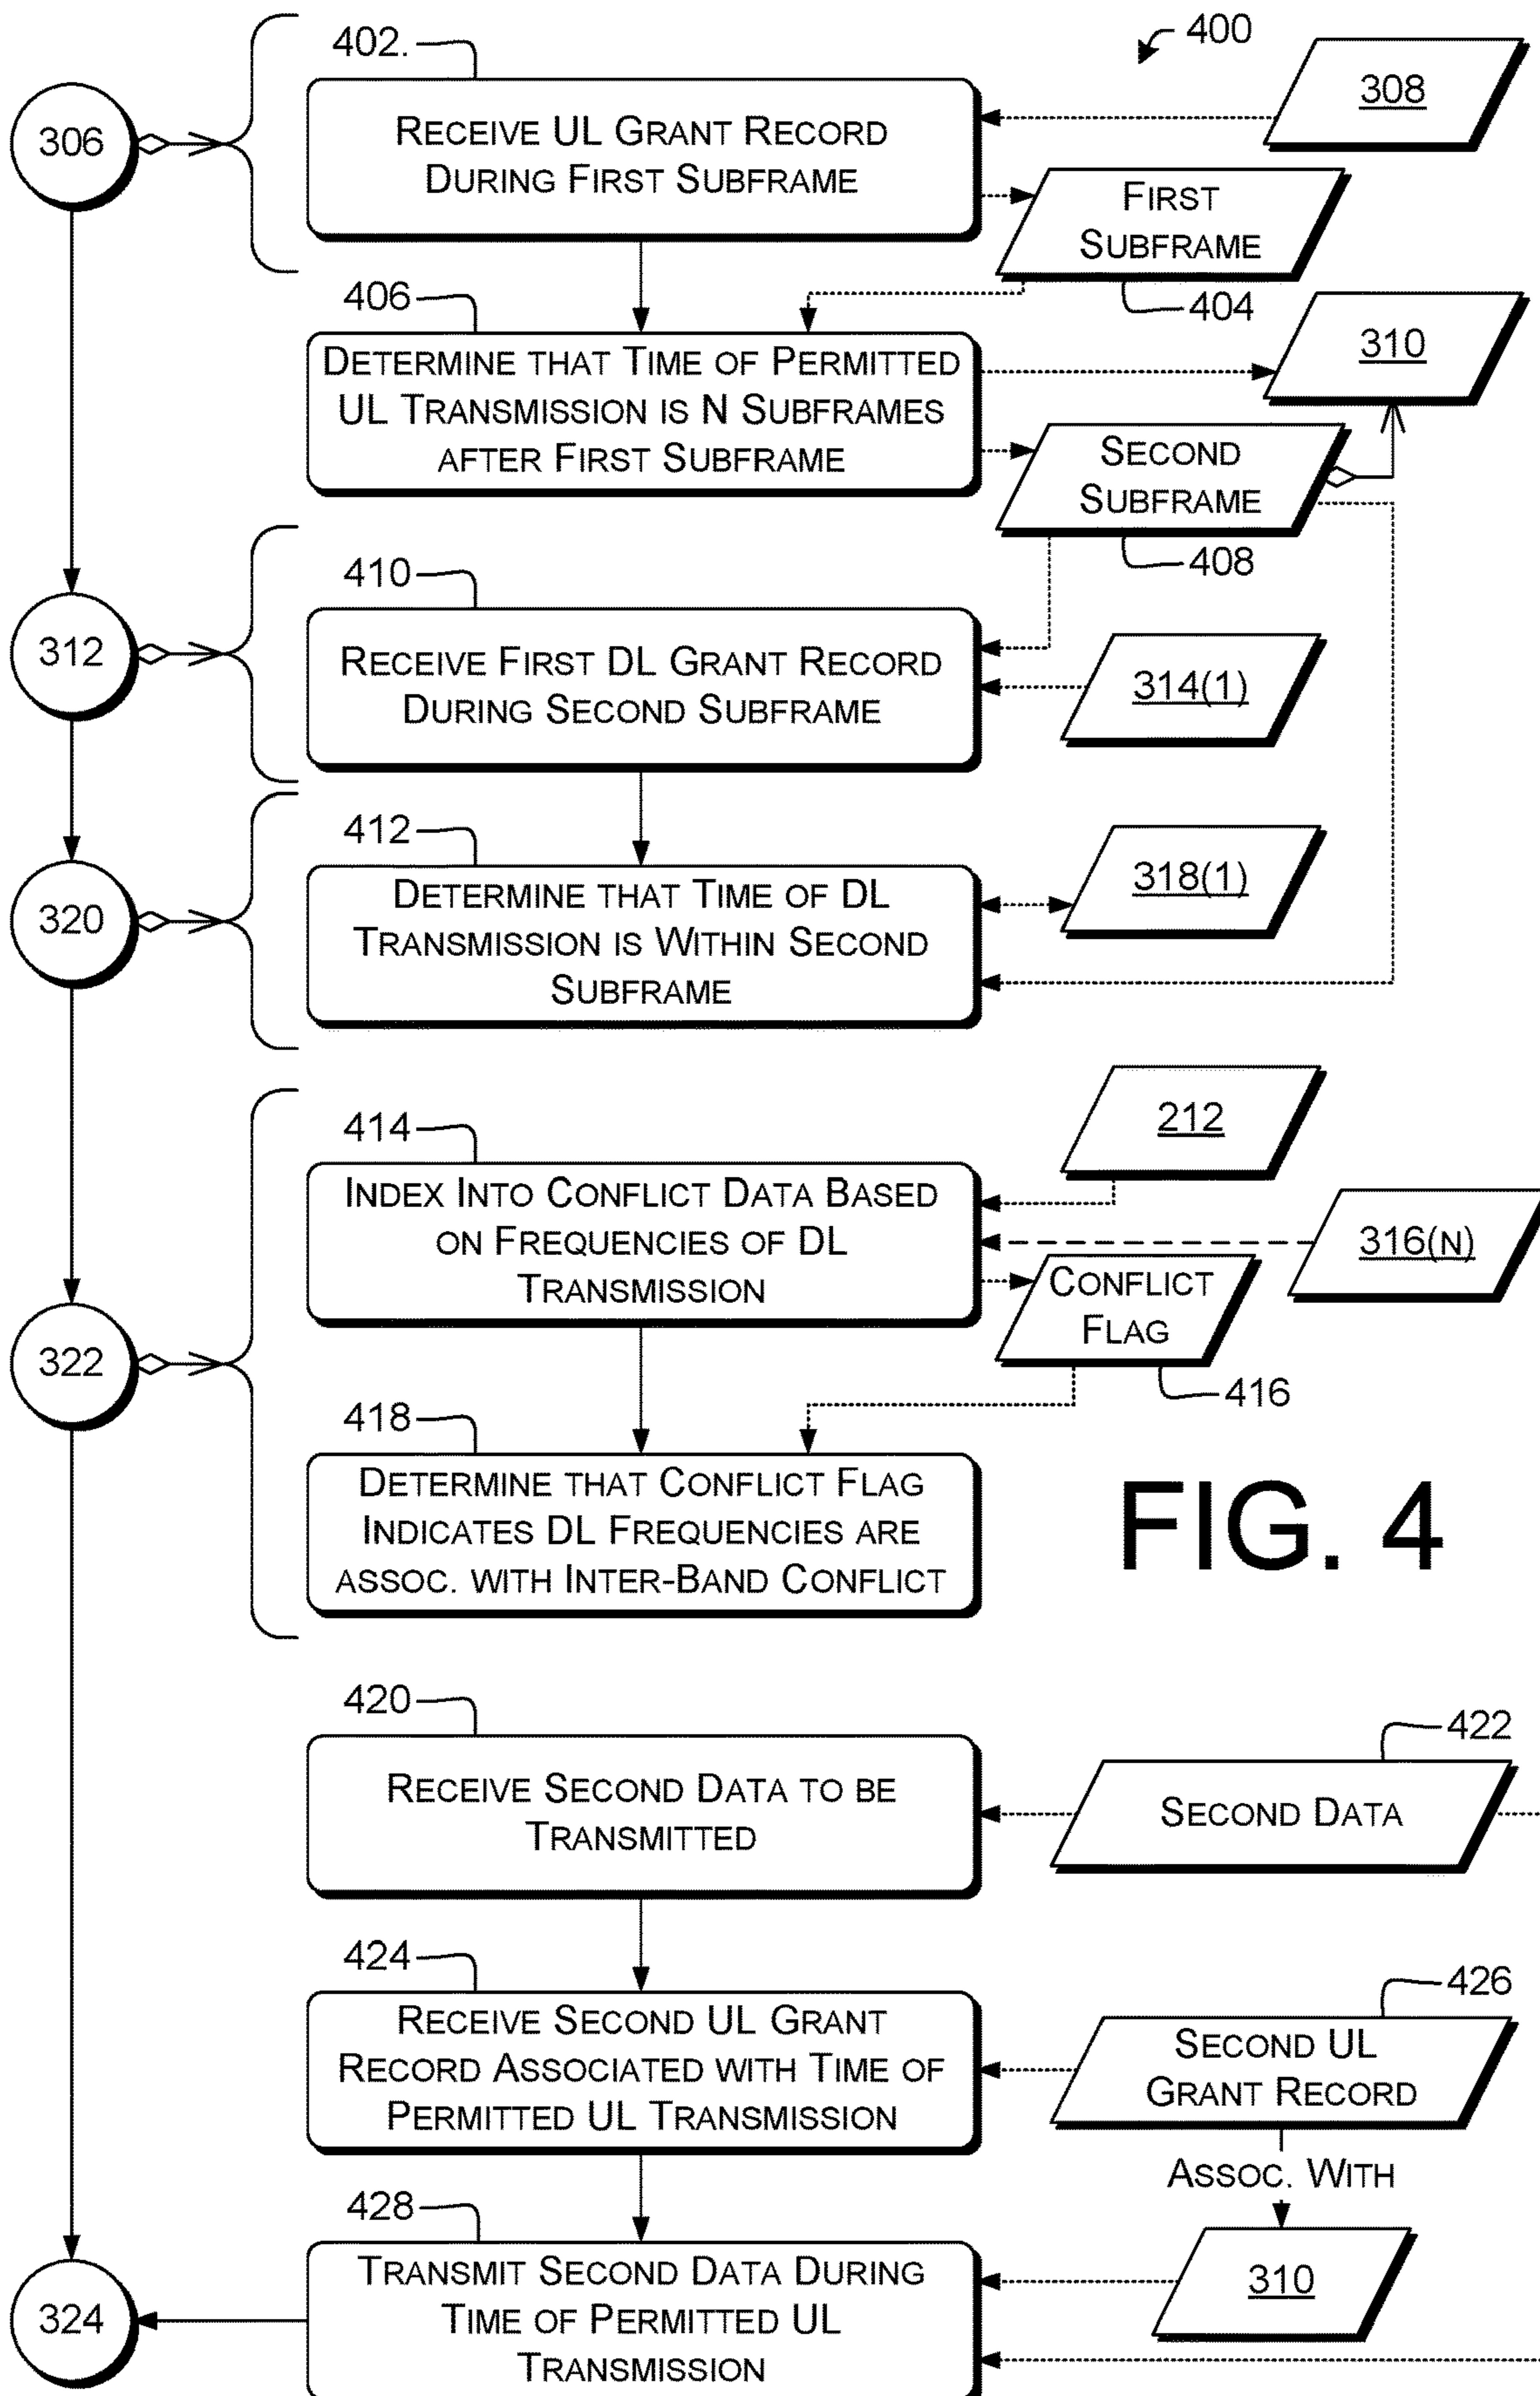 402.
400
308
306
RECEIVE UL GRANT RECORD
DURING FIRST SUBFRAME
FIRST
SUBFRAME
404
406
310
DETERMINE THAT TIME OF PERMITTED
UL TRANSMISSION IS N SUBFRAMES
AFTER FIRST SUBFRAME
SECOND
SUBFRAME
408
410
312
RECEIVE FIRST DL GRANT RECORD
DURING SECOND SUBFRAME
314(1)
412
320
DETERMINE THAT TIME OF DL
TRANSMISSION IS WITHIN SECOND
SUBFRAME
318(1)
212
414
INDEX INTO CONFLICT DATA BASED
ON FREQUENCIES OF DL
TRANSMISSION
316(N)
CONFLICT
FLAG
416
322
418
DETERMINE THAT CONFLICT FLAG
INDICATES DL FREQUENCIES ARE
ASSOC. WITH INTER-BAND CONFLICT
FIG. 4
420
422
RECEIVE SECOND DATA TO BE
TRANSMITTED
SECOND DATA
424
426
RECEIVE SECOND UL GRANT
RECORD ASSOCIATED WITH TIME OF
PERMITTED UL TRANSMISSION
SECOND UL
GRANT RECORD
ASSOC. WITH
428
310
324
TRANSMIT SECOND DATA DURING
TIME OF PERMITTED UL
TRANSMISSION